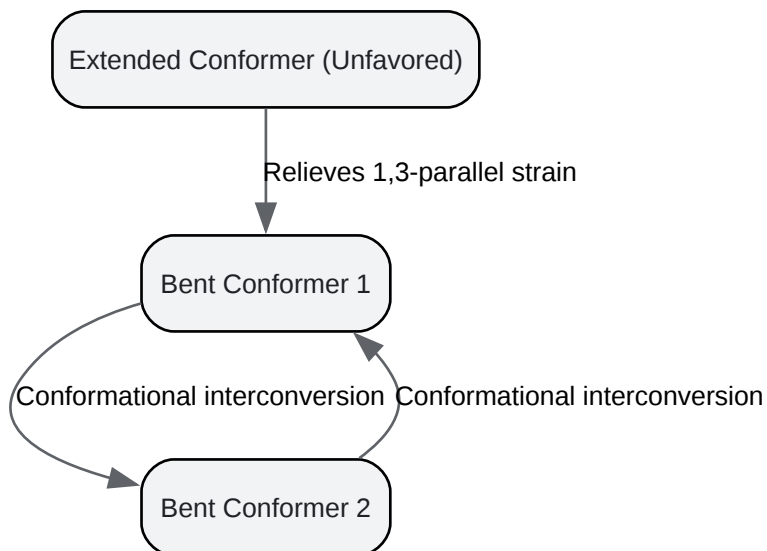 Extended Conformer (Unfavored)
Relieves 1,3-parallel strain
Bent Conformer 1
Conformational interconversion
Conformational interconversion
Bent Conformer 2